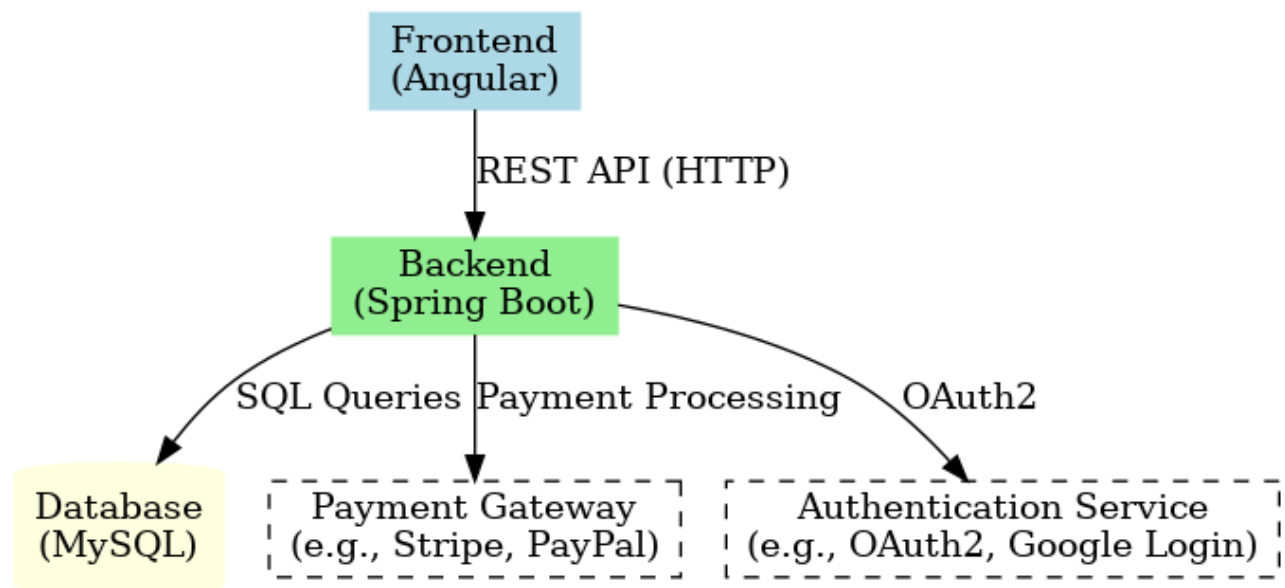 Frontend
(Angular)
REST API (HTTP)
Backend
(Spring Boot)
SQL Queries
Payment Processing
OAuth2
Database
(MySQL)
Payment Gateway
(e.g., Stripe, PayPal)
Authentication Service
(e.g., OAuth2, Google Login)